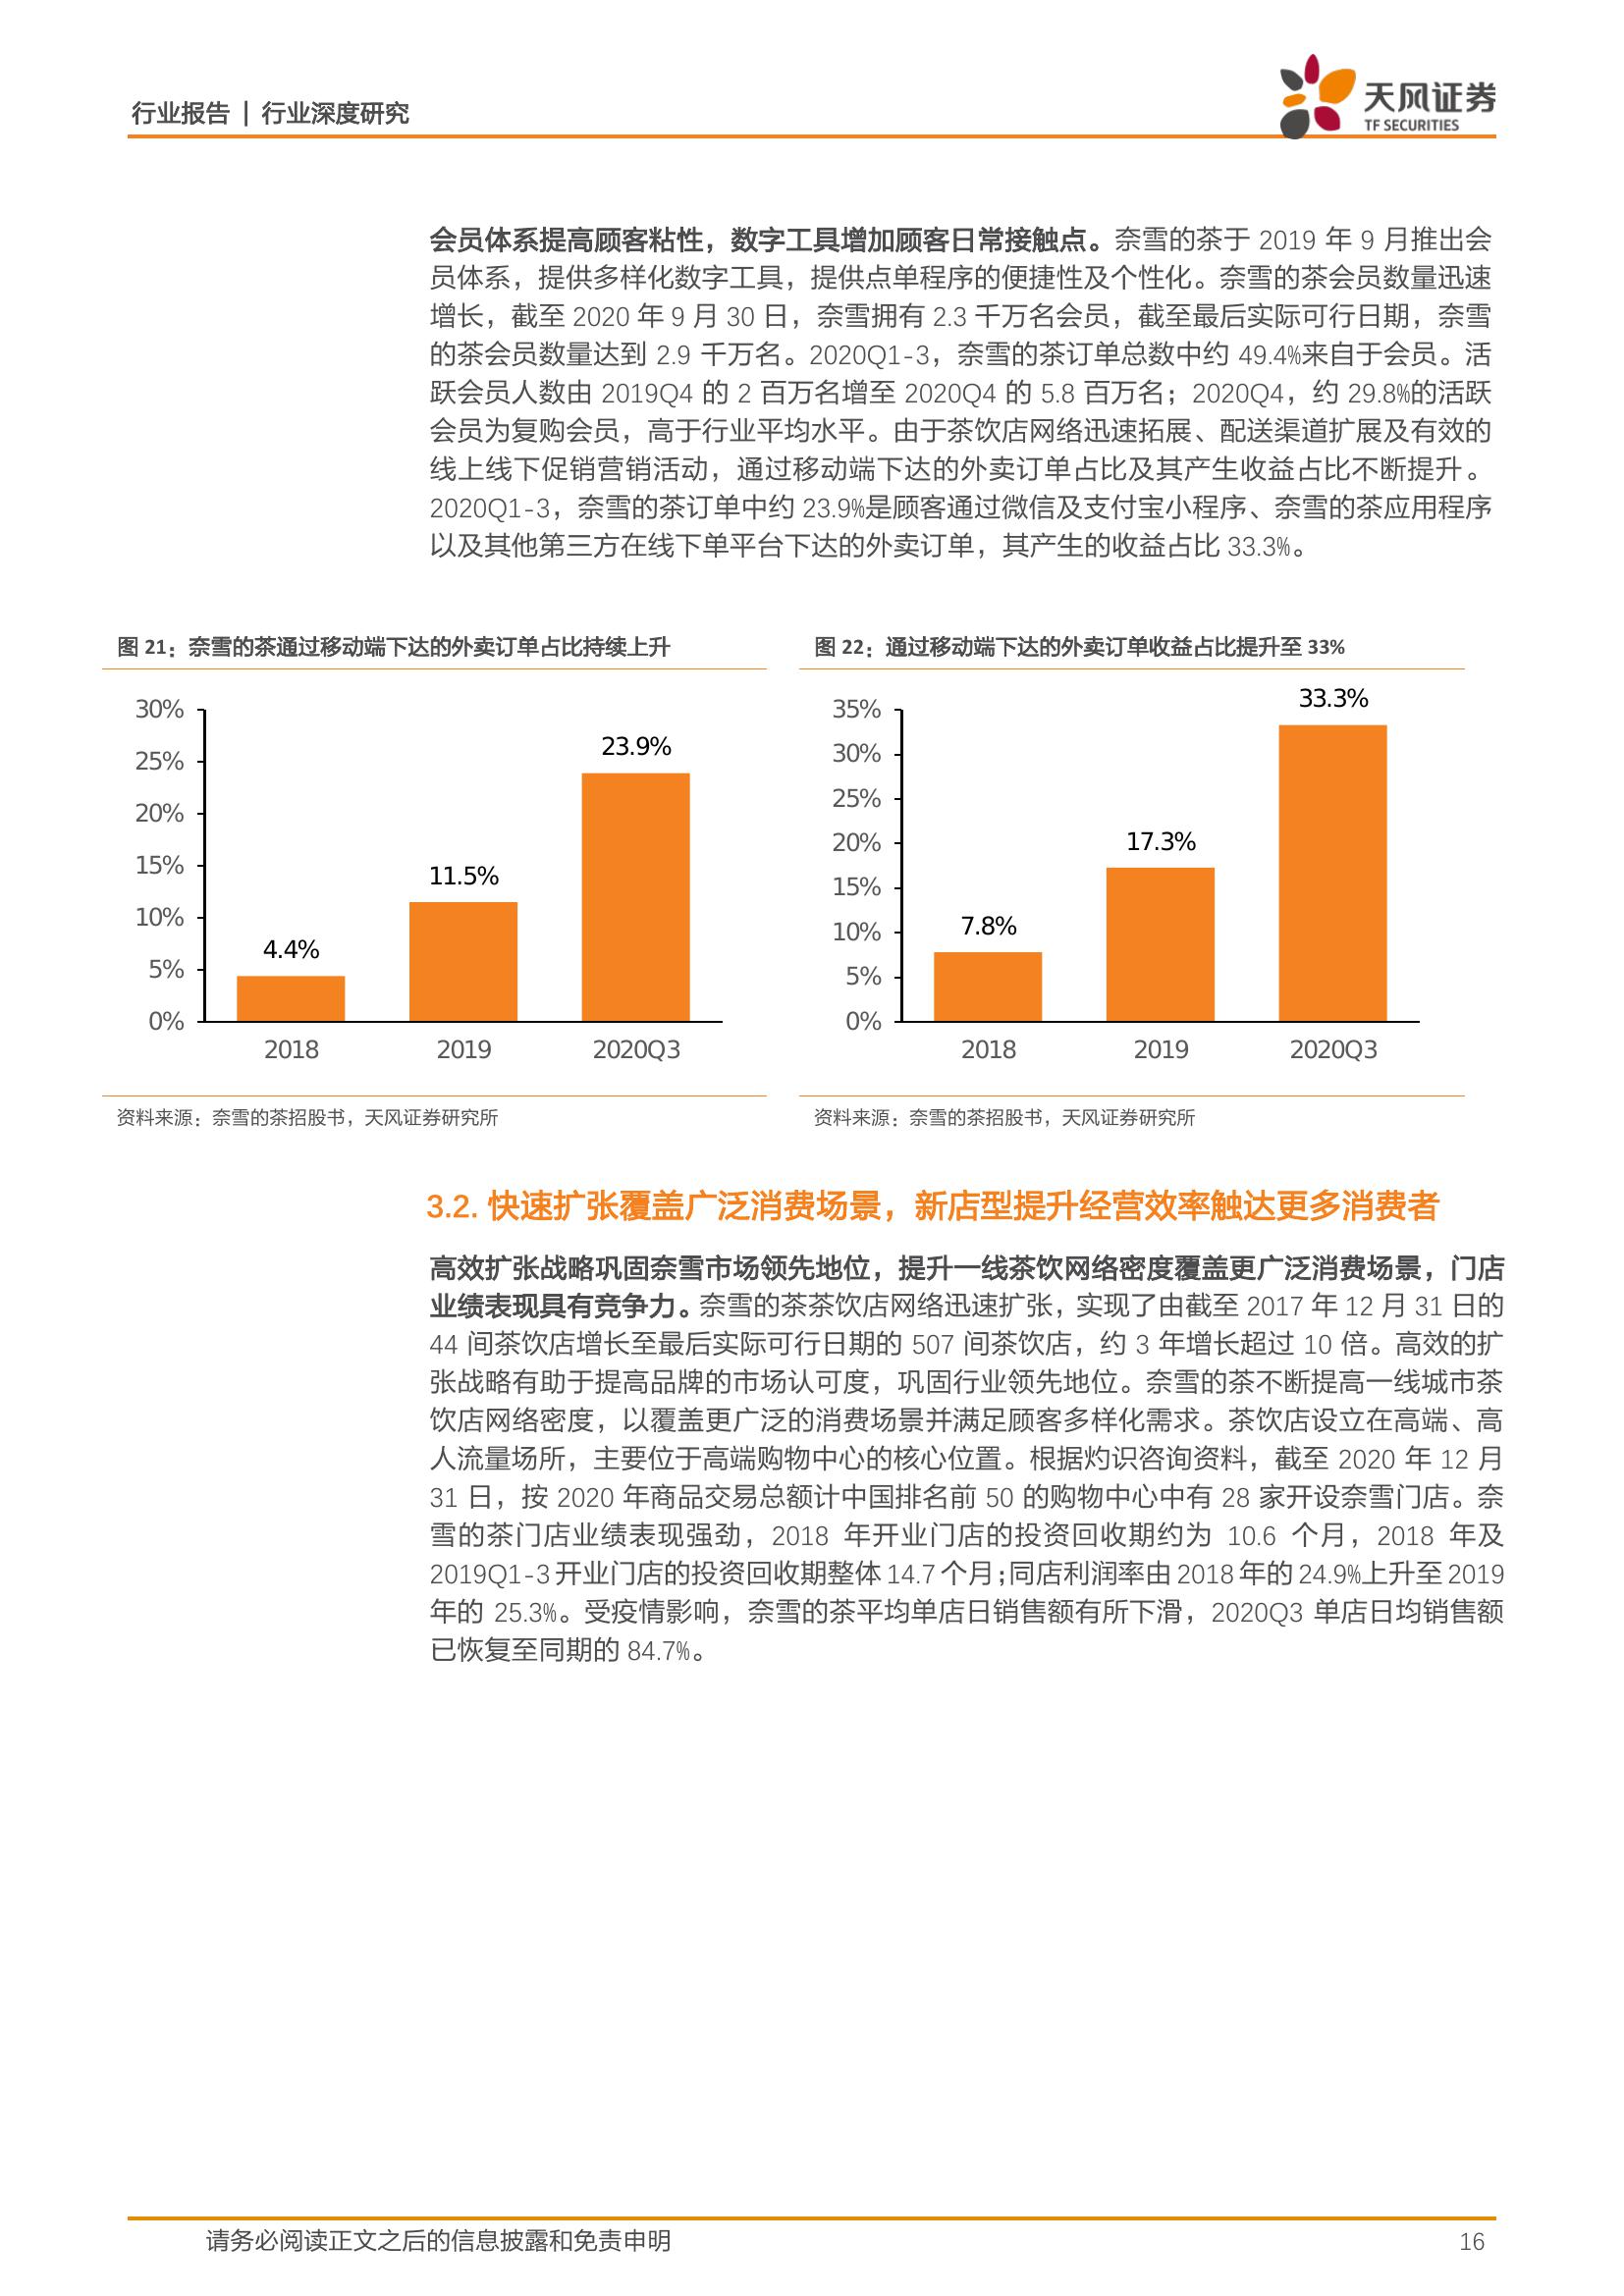 行业报告 | 行业深度研究
天风证券
TF SECURITIES
会员体系提高顾客粘性，数字工具增加顾客日常接触点。奈雪的茶于 2019 年 9 月推出会
员体系，提供多样化数字工具，提供点单程序的便捷性及个性化。奈雪的茶会员数量迅速
增长，截至 2020 年 9 月 30 日，奈雪拥有 2.3 千万名会员，截至最后实际可行日期，奈雪
的茶会员数量达到 2.9 千万名。2020Q1-3，奈雪的茶订单总数中约 49.4%来自于会员。活
跃会员人数由 2019Q4 的 2 百万名增至 2020Q4 的 5.8 百万名；2020Q4，约 29.8%的活跃
会员为复购会员，高于行业平均水平。由于茶饮店网络迅速拓展、配送渠道扩展及有效的
线上线下促销营销活动，通过移动端下达的外卖订单占比及其产生收益占比不断提升。
2020Q1-3，奈雪的茶订单中约 23.9%是顾客通过微信及支付宝小程序、奈雪的茶应用程序
以及其他第三方在线下单平台下达的外卖订单，其产生的收益占比 33.3%。
图 21：奈雪的茶通过移动端下达的外卖订单占比持续上升
30%
25%
20%
15%
10%
5%
0%
4.4%
11.5%
23.9%
2018
2019
2020Q3
资料来源：奈雪的茶招股书，天风证券研究所
图 22：通过移动端下达的外卖订单收益占比提升至 33%
35%
30%
25%
20%
15%
10%
5%
0%
7.8%
17.3%
33.3%
2018
2019
2020Q3
资料来源：奈雪的茶招股书，天风证券研究所
3.2. 快速扩张覆盖广泛消费场景，新店型提升经营效率触达更多消费者
高效扩张战略巩固奈雪市场领先地位，提升一线茶饮网络密度覆盖更广泛消费场景，门店
业绩表现具有竞争力。奈雪的茶茶饮店网络迅速扩张，实现了由截至 2017 年 12 月 31 日的
44 间茶饮店增长至最后实际可行日期的 507 间茶饮店，约 3 年增长超过 10 倍。高效的扩
张战略有助于提高品牌的市场认可度，巩固行业领先地位。奈雪的茶不断提高一线城市茶
饮店网络密度，以覆盖更广泛的消费场景并满足顾客多样化需求。茶饮店设立在高端、高
人流量场所，主要位于高端购物中心的核心位置。根据灼识咨询资料，截至 2020 年 12 月
31 日，按 2020 年商品交易总额计中国排名前 50 的购物中心中有 28 家开设奈雪门店。奈
雪的茶门店业绩表现强劲，2018 年开业门店的投资回收期约为 10.6 个月，2018 年及
2019Q1-3 开业门店的投资回收期整体 14.7 个月；同店利润率由 2018 年的 24.9%上升至 2019
年的 25.3%。受疫情影响，奈雪的茶平均单店日销售额有所下滑，2020Q3 单店日均销售额
已恢复至同期的 84.7%。
请务必阅读正文之后的信息披露和免责申明
16